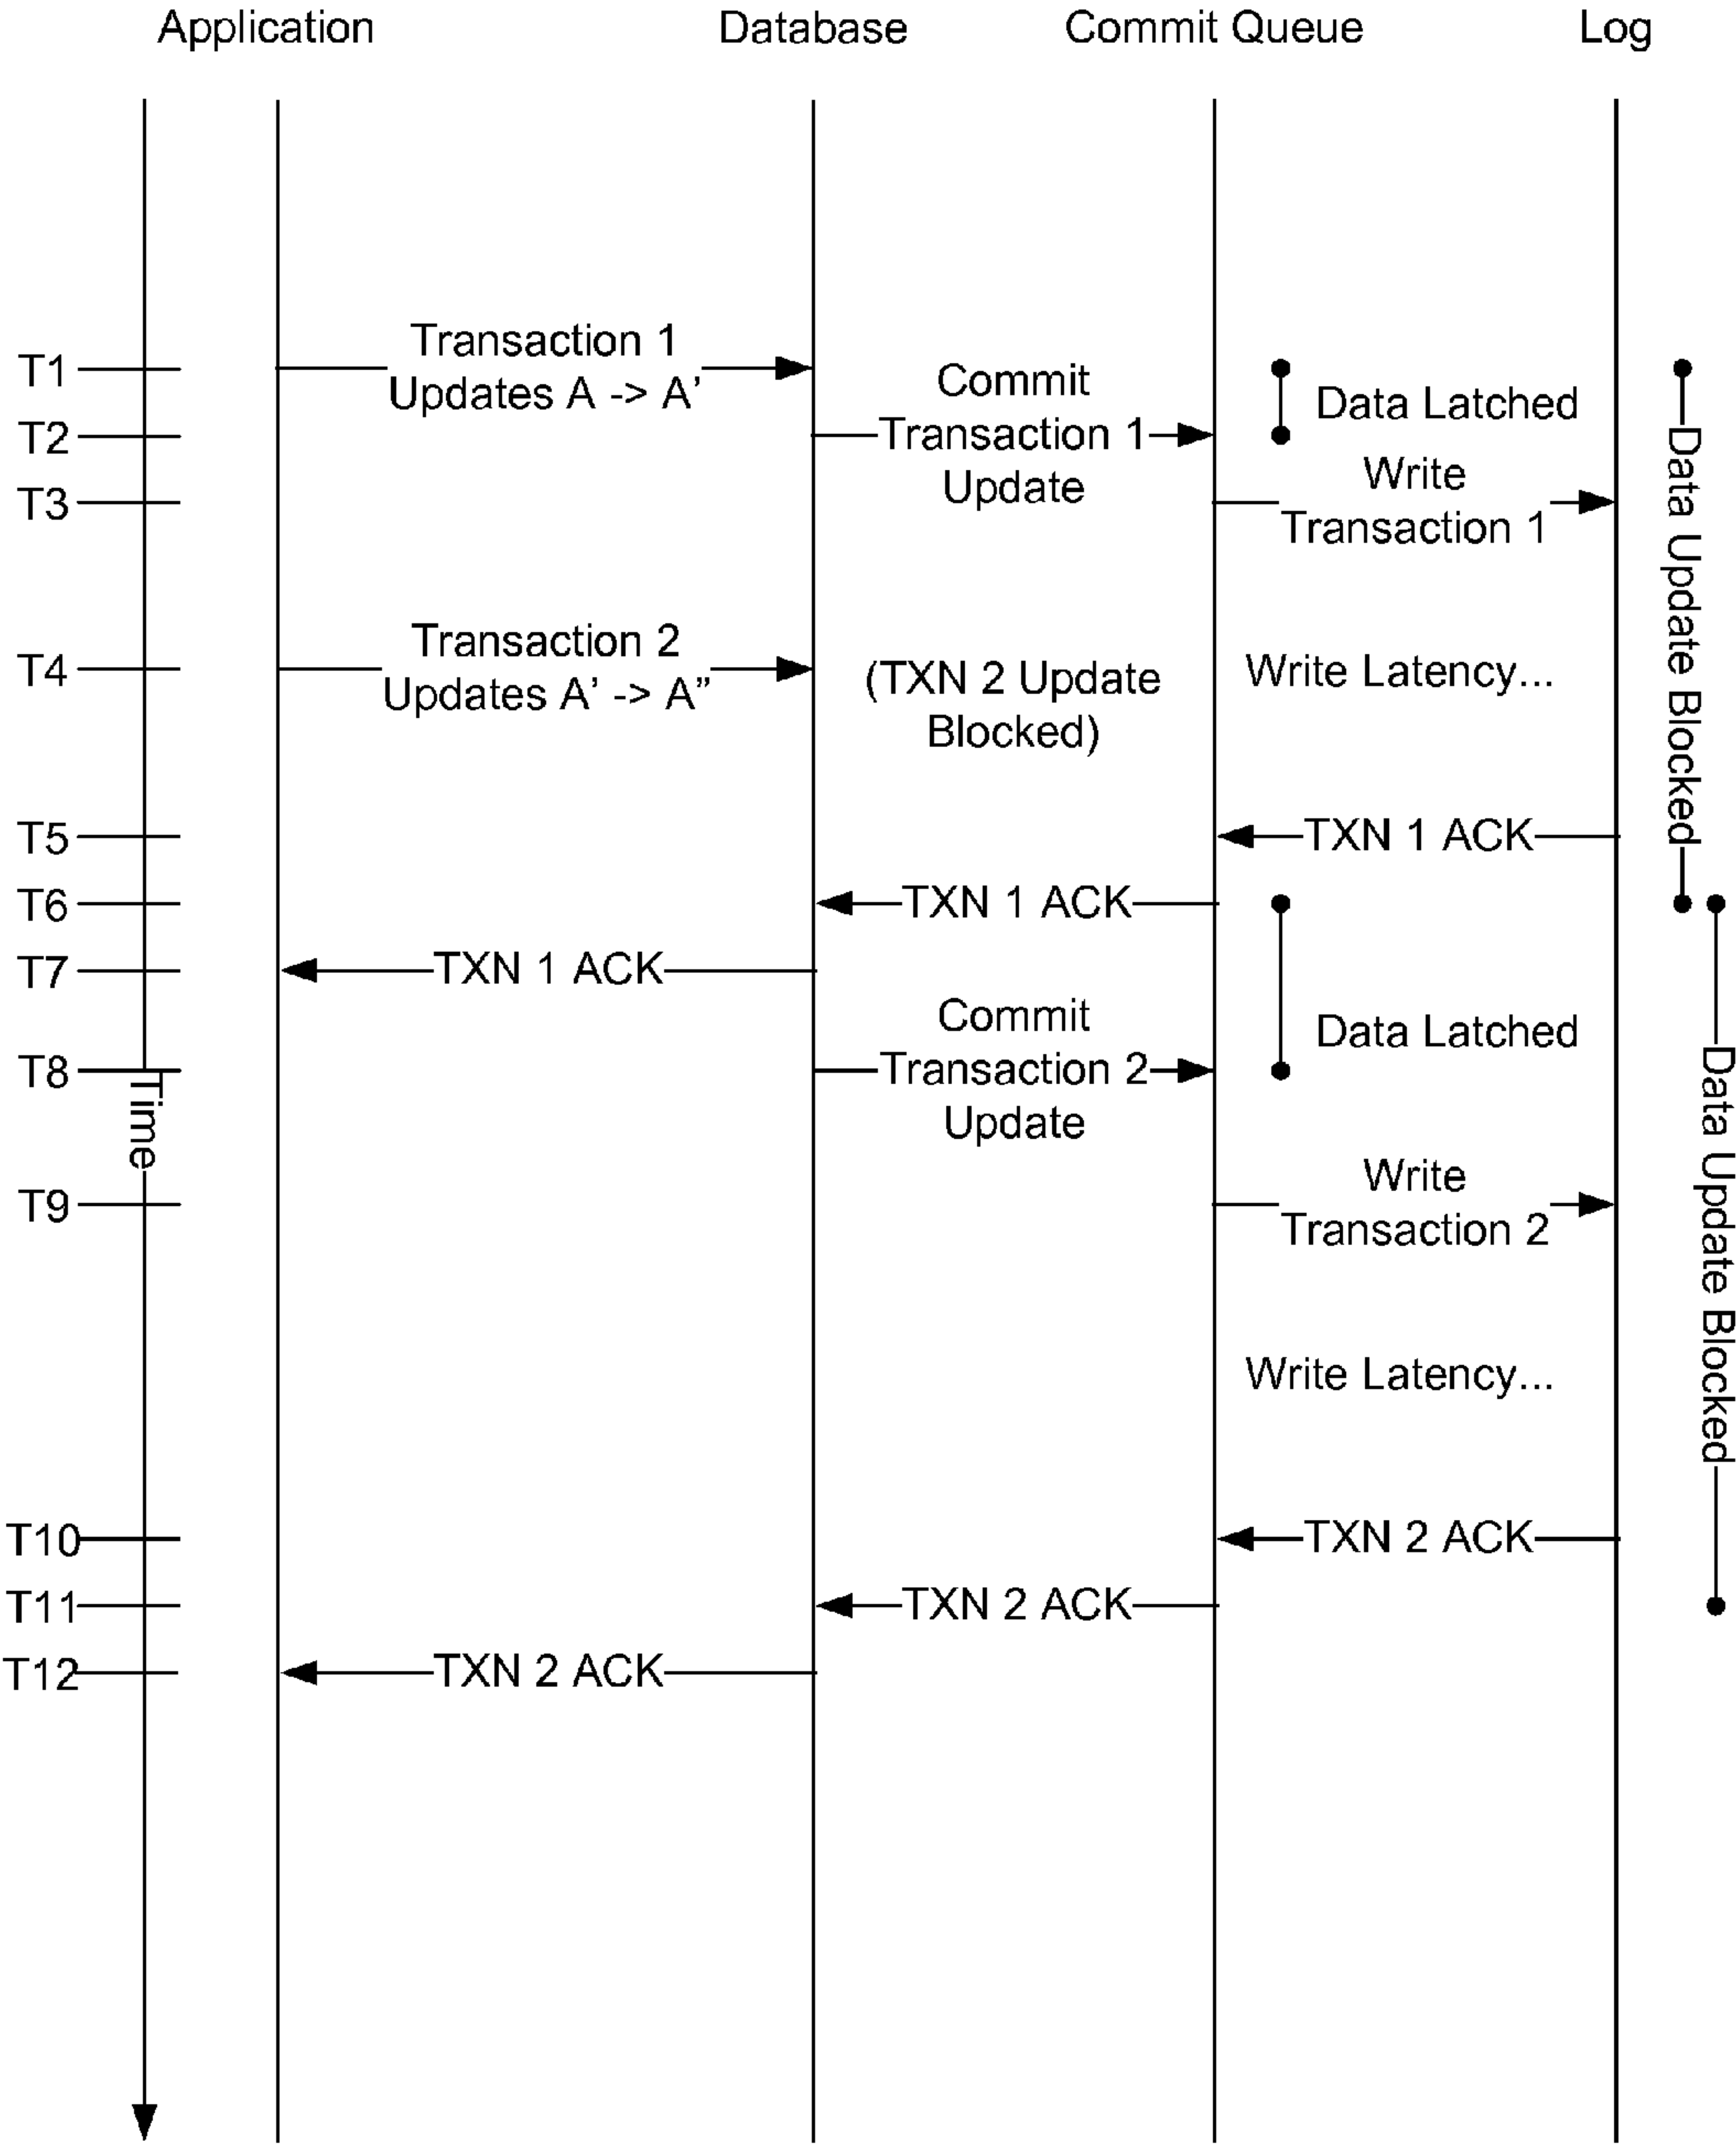 Application
Database
Commit Queue
Log
T1
Transaction 1
Updates A -> A’
Commit
Transaction 1
Update
Data Latched
T2
T3
Write
Transaction 1
Data Update Blocked
T4
Transaction 2
Updates A’ -> A”
(TXN 2 Update
Blocked)
Write Latency...
T5
TXN 1 ACK
T6
TXN 1 ACK
T7
TXN 1 ACK
Commit
Transaction 2
Update
Data Latched
T8
Time
T9
Write
Transaction 2
Data Update Blocked
Write Latency...
T10
TXN 2 ACK
T11
TXN 2 ACK
T12
TXN 2 ACK